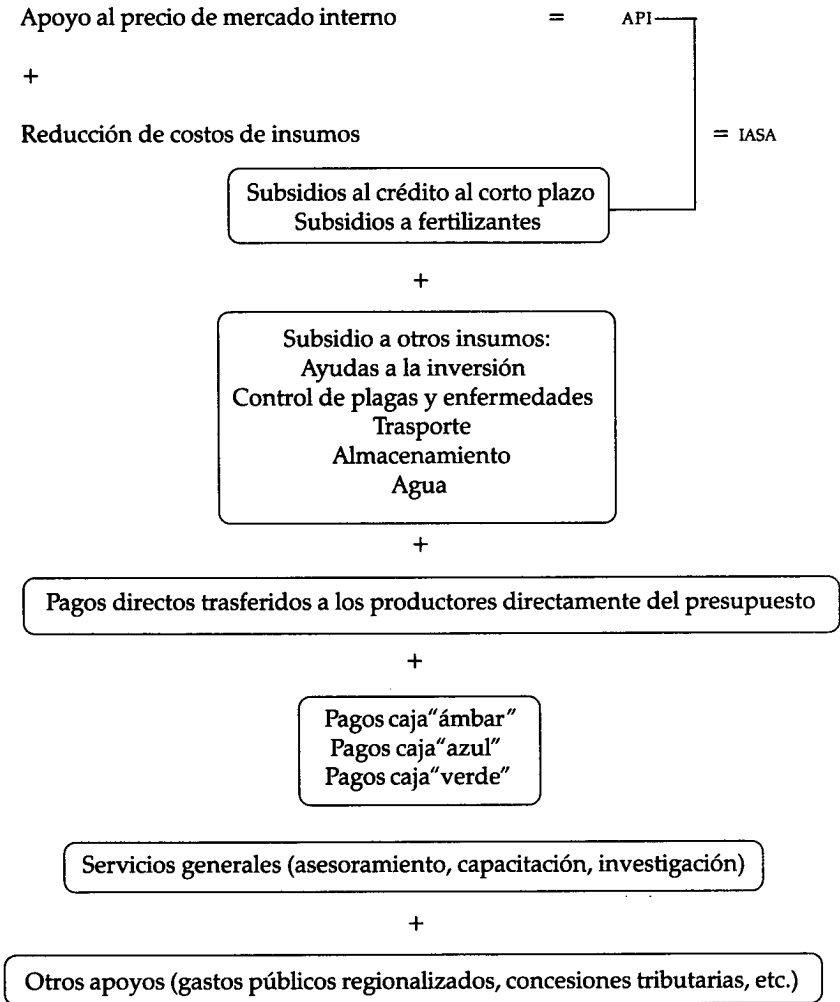 Apoyo al precio de mercado interno = API
+
Reducción de costos de insumos = IASA
Subsidios al crédito al corto plazo
Subsidios a fertilizantes
+
Subsidio a otros insumos:
Ayudas a la inversión
Control de plagas y enfermedades
Trasporte
Almacenamiento
Agua
+
Pagos directos trasferidos a los productores directamente del presupuesto
+
Pagos caja"ámbar"
Pagos caja"azul"
Pagos caja"verde"
Servicios generales (asesoramiento, capacitación, investigación)
+
Otros apoyos (gastos públicos regionalizados, concesiones tributarias, etc.)